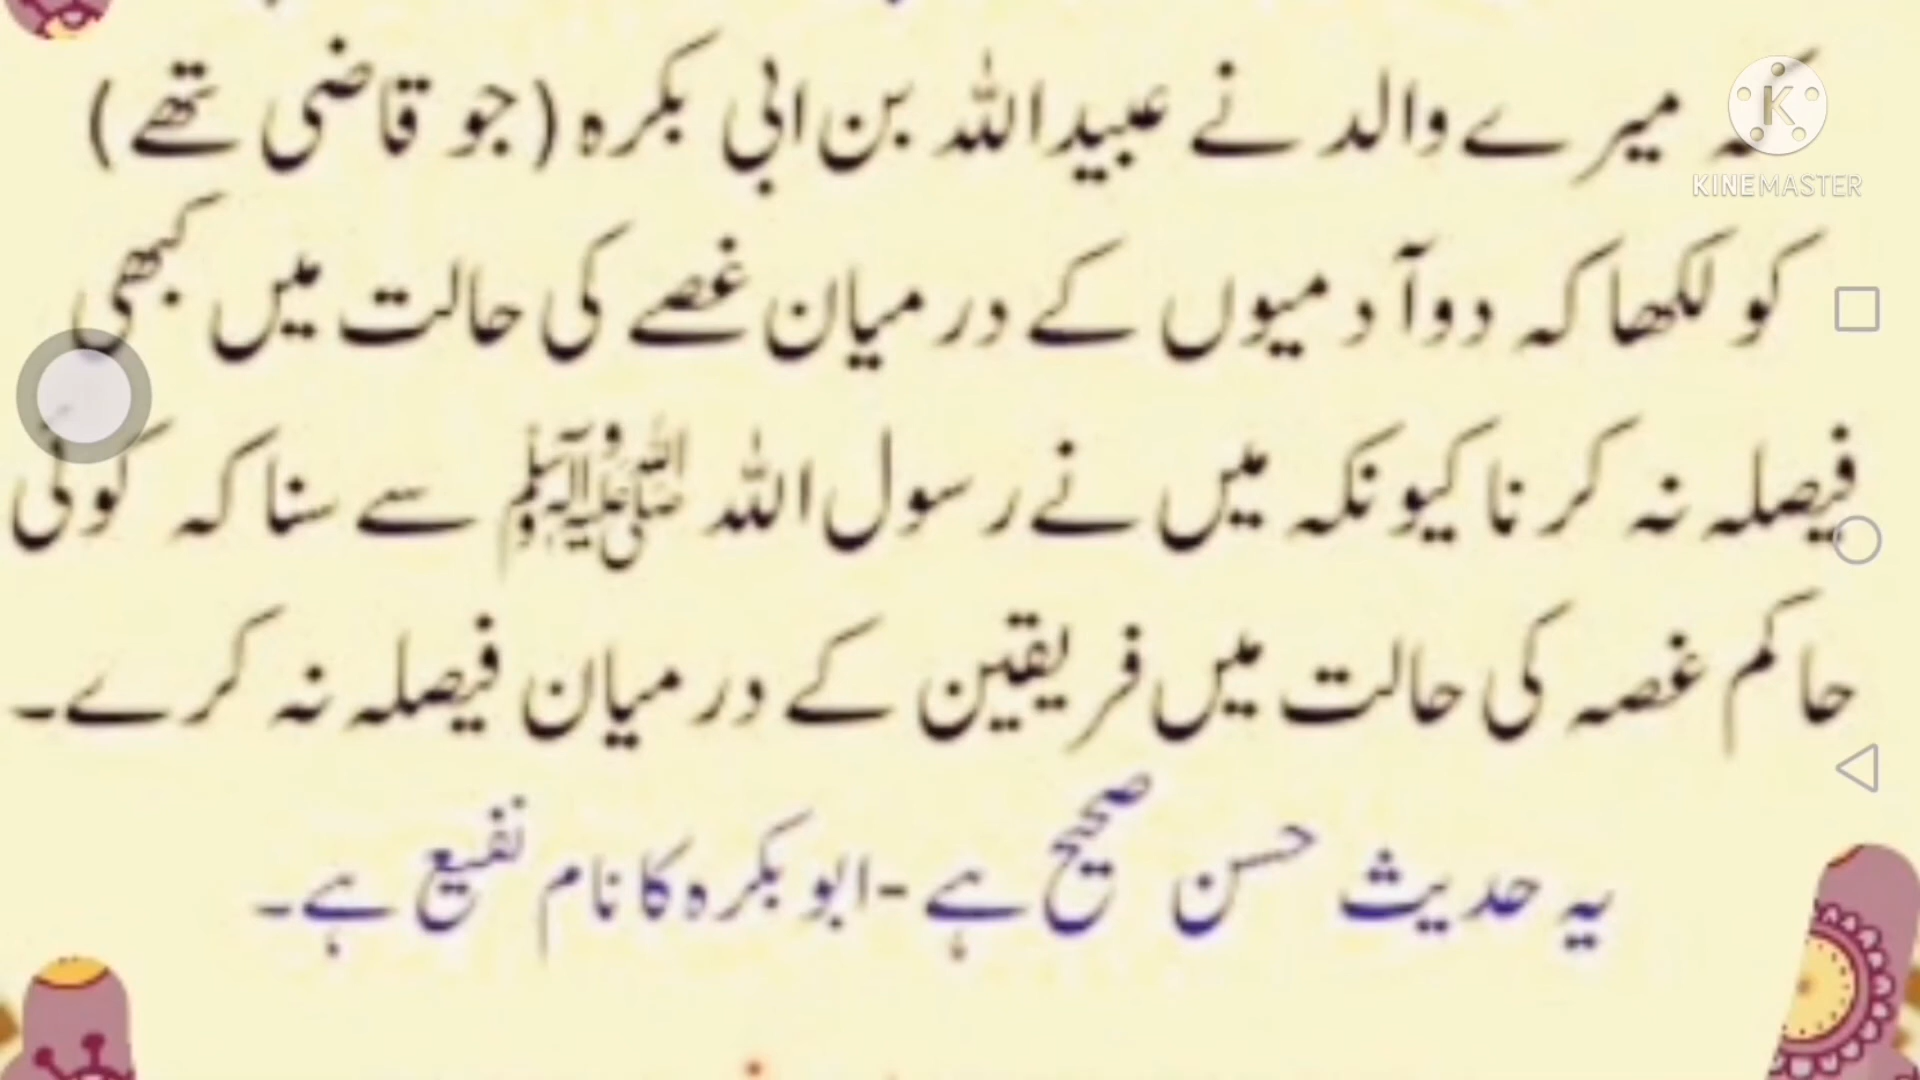 کہ میرے والد نے عبیداللہ بن ابی بکرہ (جو قاضی تھے)
KINEMASTER
کو لکھا کہ دو آدمیوں کے درمیان غصے کی حالت میں کبھی
فیصلہ نہ کرنا کیونکہ میں نے رسول اللہ ﷺ سے سنا کہ کوئی
حاکم غصہ کی حالت میں فریقین کے درمیان فیصلہ نہ کرے۔
یہ حدیث حسن صحیح ہے - ابو بکرہ کا نام نفیع ہے۔